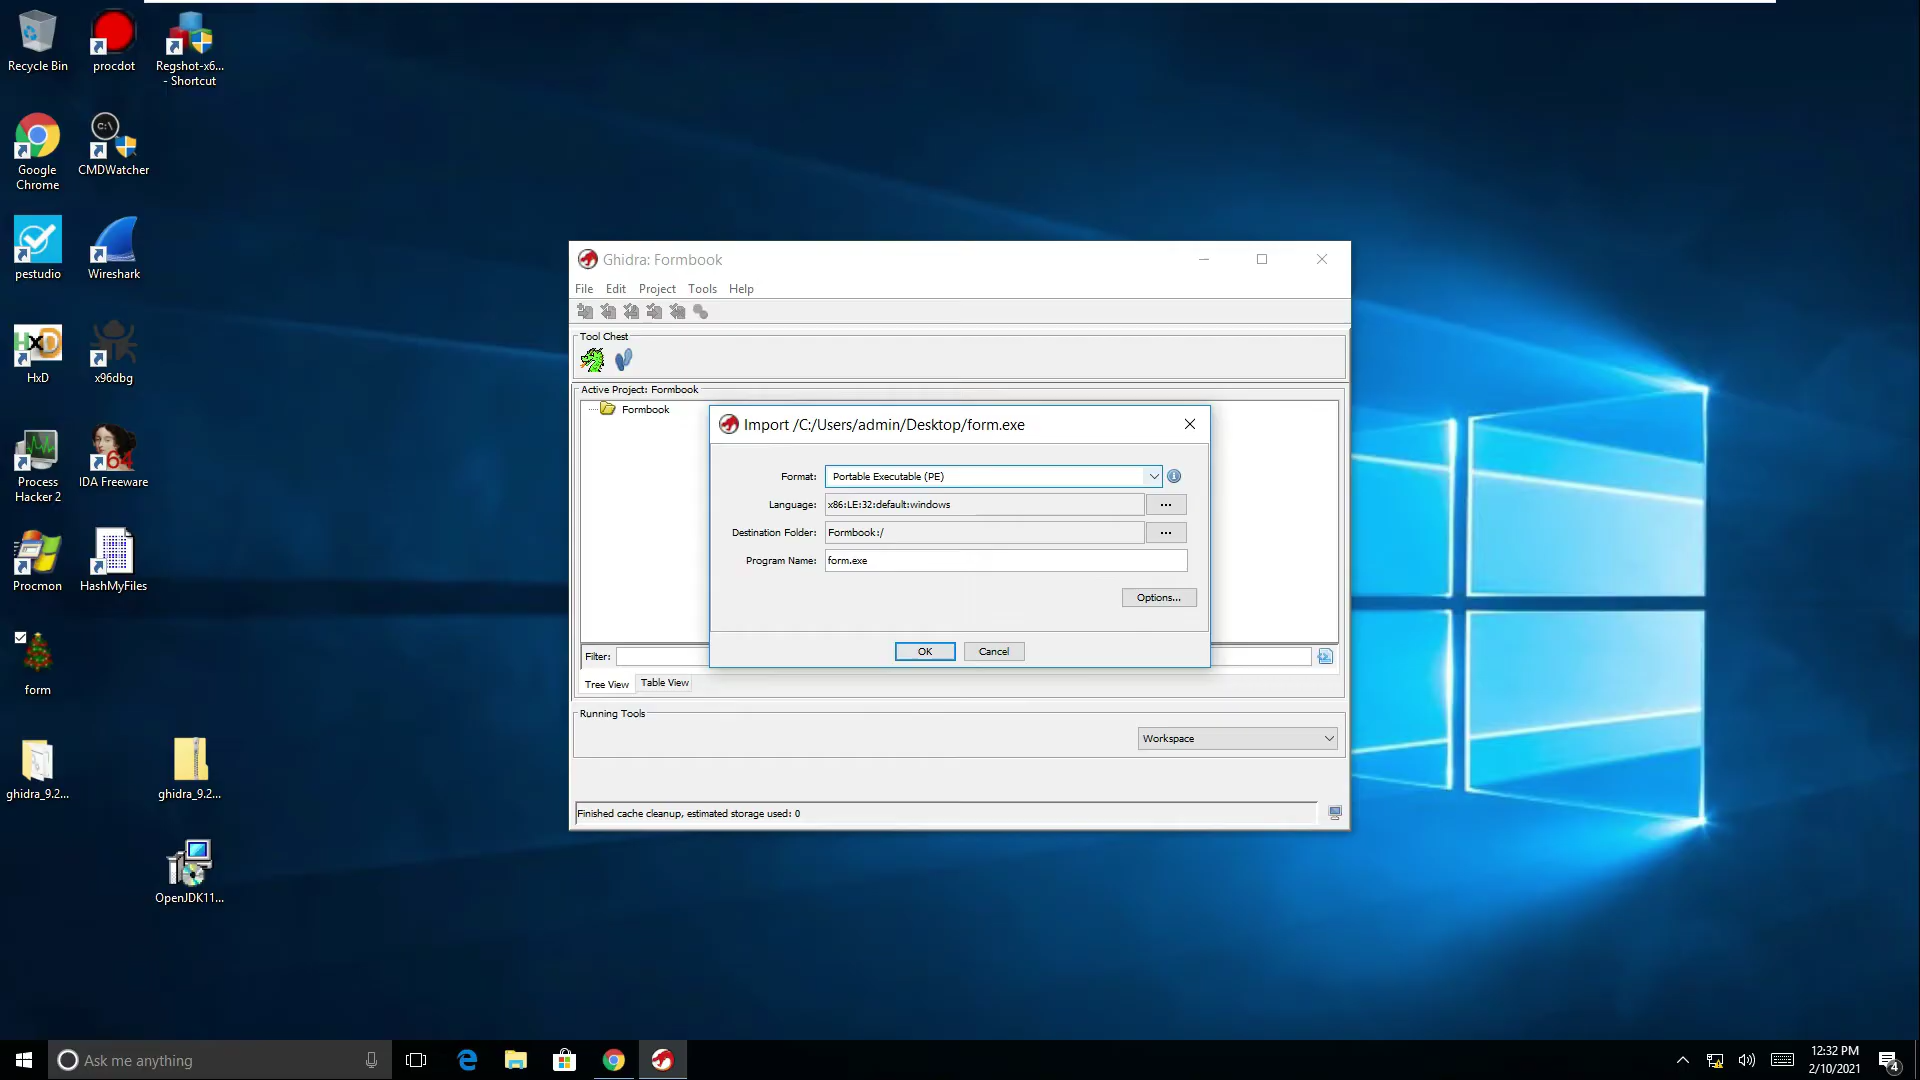 Recycle Bin
procdot
Regshot-x6...
- Shortcut
Google
Chrome
CMDWatcher
pestudio
Wireshark
HxD
x96dbg
Process
Hacker 2
64
IDA Freeware
Procmon
HashMyFiles
form
ghidra_9.2...
ghidra_9.2...
OpenJDK11...
Ghidra: Formbook
File Edit Project Tools Help
Tool Chest
Active Project: Formbook
Formbook
Import /C:/Users/admin/Desktop/form.exe
Format: Portable Executable (PE)
Language: x86:LE:32:default:windows ...
Destination Folder: Formbook:/ ...
Program Name: form.exe
Options...
OK Cancel
Filter:
Tree View Table View
Running Tools
Workspace
Finished cache cleanup, estimated storage used: 0
Ask me anything
12:32 PM
2/10/2021
4